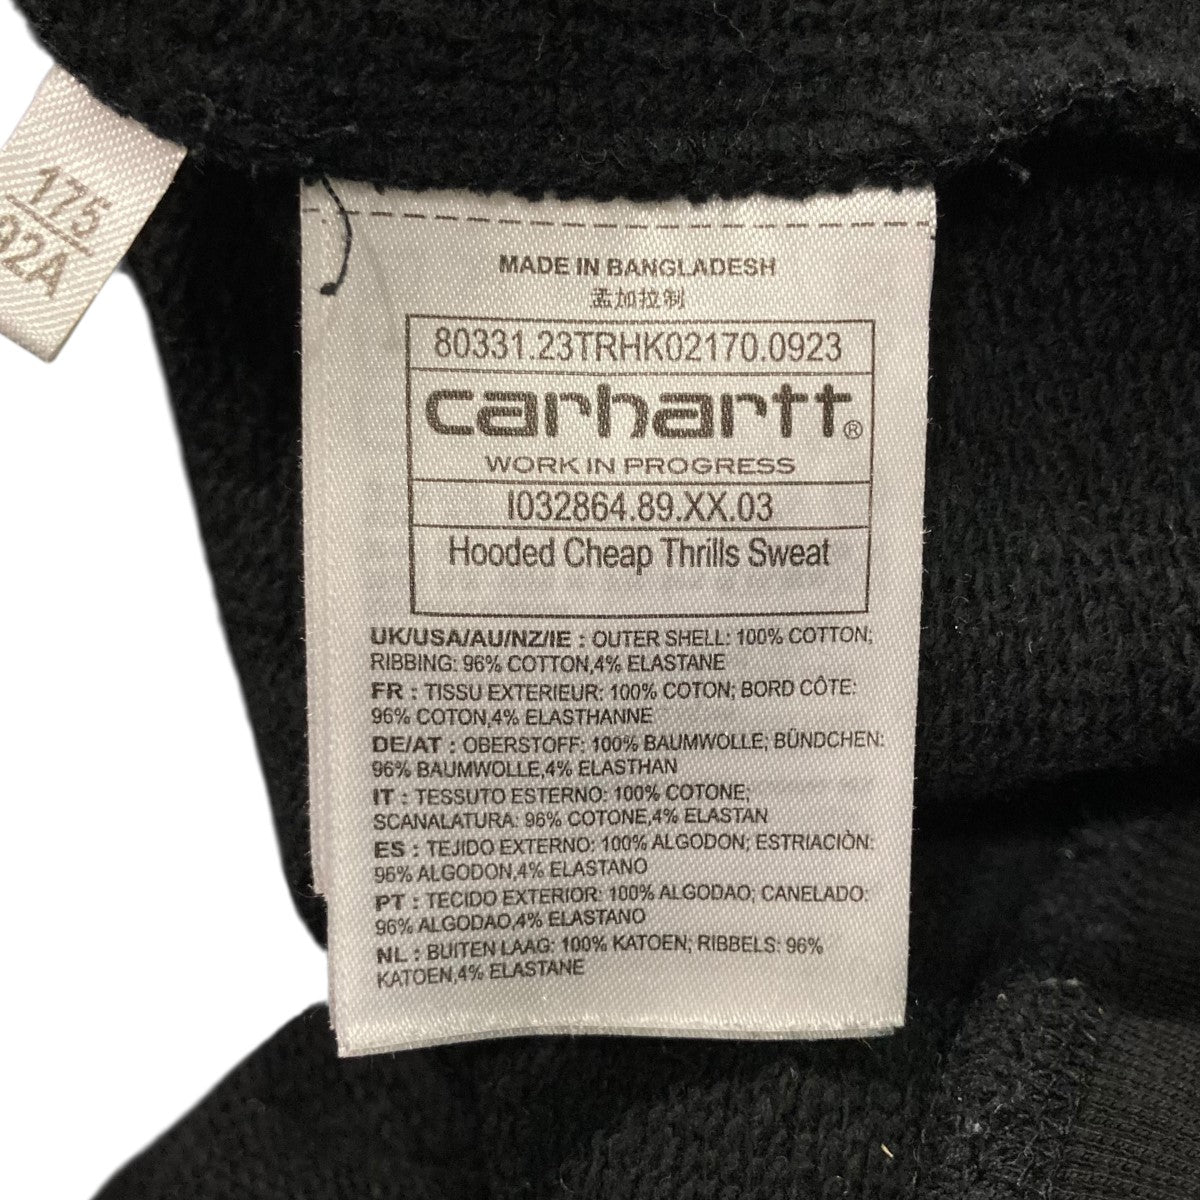 175
92A
MADE IN BANGLADESH
孟加拉制
80331.23TRHK02170.0923
carhartt®
WORK IN PROGRESS
I032864.89.XX.03
Hooded Cheap Thrills Sweat
UK/USA/AU/NZ/IE : OUTER SHELL: 100% COTTON;
RIBBING: 96% COTTON,4% ELASTANE
FR : TISSU EXTERIEUR: 100% COTON; BORD CÔTE:
96% COTON,4% ELASTHANNE
DE/AT : OBERSTOFF: 100% BAUMWOLLE; BÜNDCHEN:
96% BAUMWOLLE,4% ELASTHAN
IT : TESSUTO ESTERNO: 100% COTONE;
SCANALATURA: 96% COTONE,4% ELASTAN
ES : TEJIDO EXTERNO: 100% ALGODON; ESTRIACIÒN:
96% ALGODON,4% ELASTANO
PT : TECIDO EXTERIOR: 100% ALGODAO; CANELADO:
96% ALGODAO,4% ELASTANO
NL : BUITEN LAAG: 100% KATOEN; RIBBELS: 96%
KATOEN,4% ELASTANE